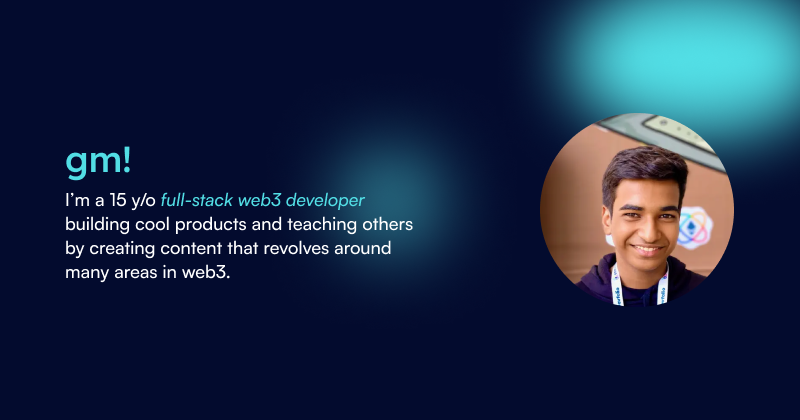 gm!
I’m a 15 y/o full-stack web3 developer
building cool products and teaching others
by creating content that revolves around
many areas in web3.